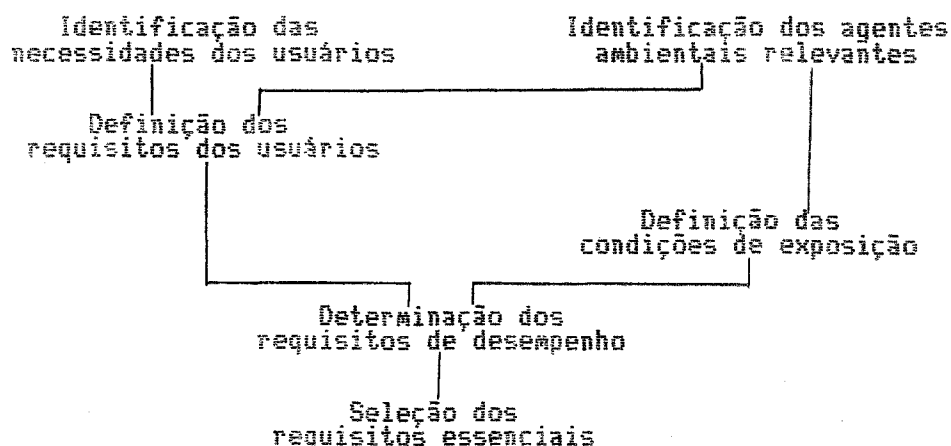 Identificação das
necessidades dos usuários
Identificação dos agentes
ambientais relevantes
Definição dos
requisitos dos usuários
Definição das
condições de exposição
Determinação dos
requisitos de desempenho
Seleção dos
requisitos essenciais